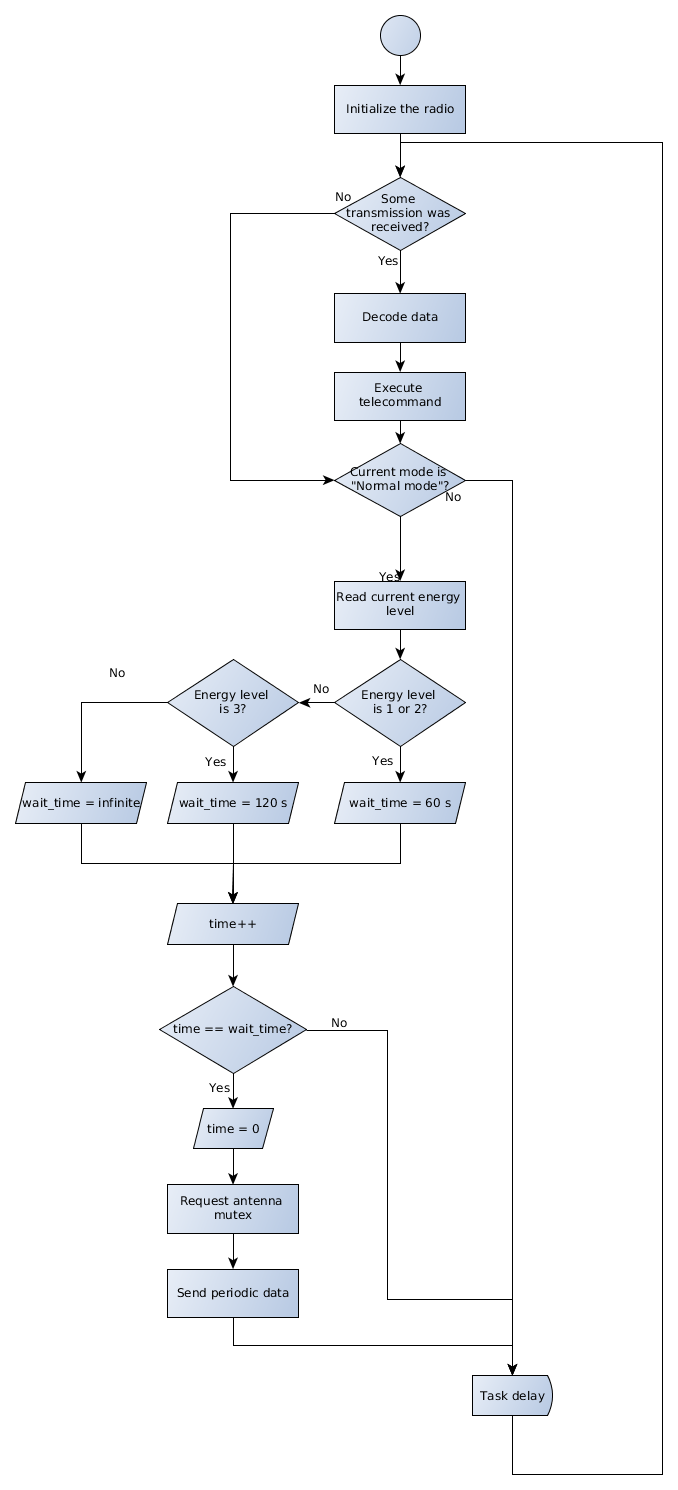 Initialize the radio
No
Some
transmission was
received?
Yes
Decode data
Execute
telecommand
Current mode is
"Normal mode"?
No
Yes
Read current energy
level
No
Energy level
is 3?
No
Energy level
is 1 or 2?
Yes
Yes
wait_time = infinite
wait_time = 120 s
wait_time = 60 s
time++
time == wait_time?
No
Yes
time = 0
Request antenna
mutex
Send periodic data
Task delay